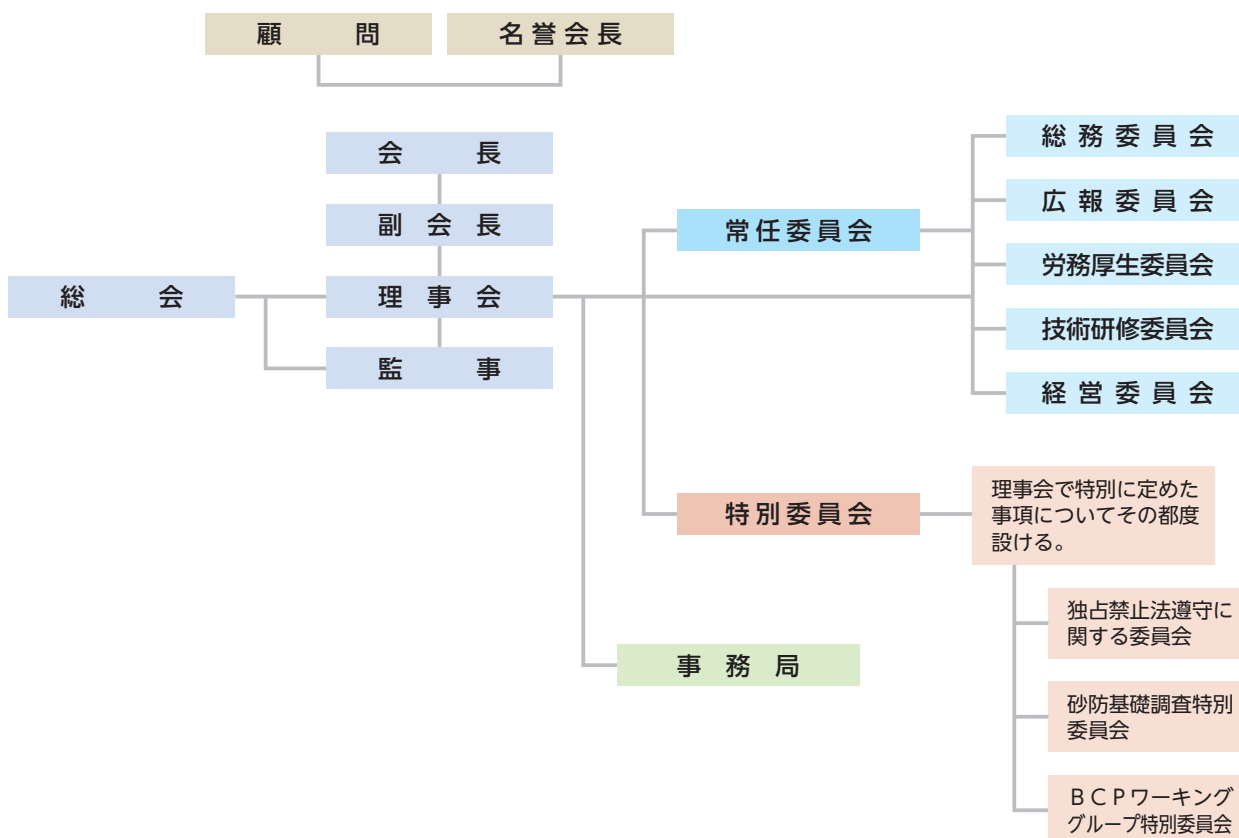 顧問
名誉会長
会長
副会長
総会
理事会
監事
常任委員会
総務委員会
広報委員会
労務厚生委員会
技術研修委員会
経営委員会
特別委員会
理事会で特別に定めた
事項についてその都度
設ける。
独占禁止法遵守に
関する委員会
砂防基礎調査特別
委員会
ＢＣＰワーキング
グループ特別委員会
事務局